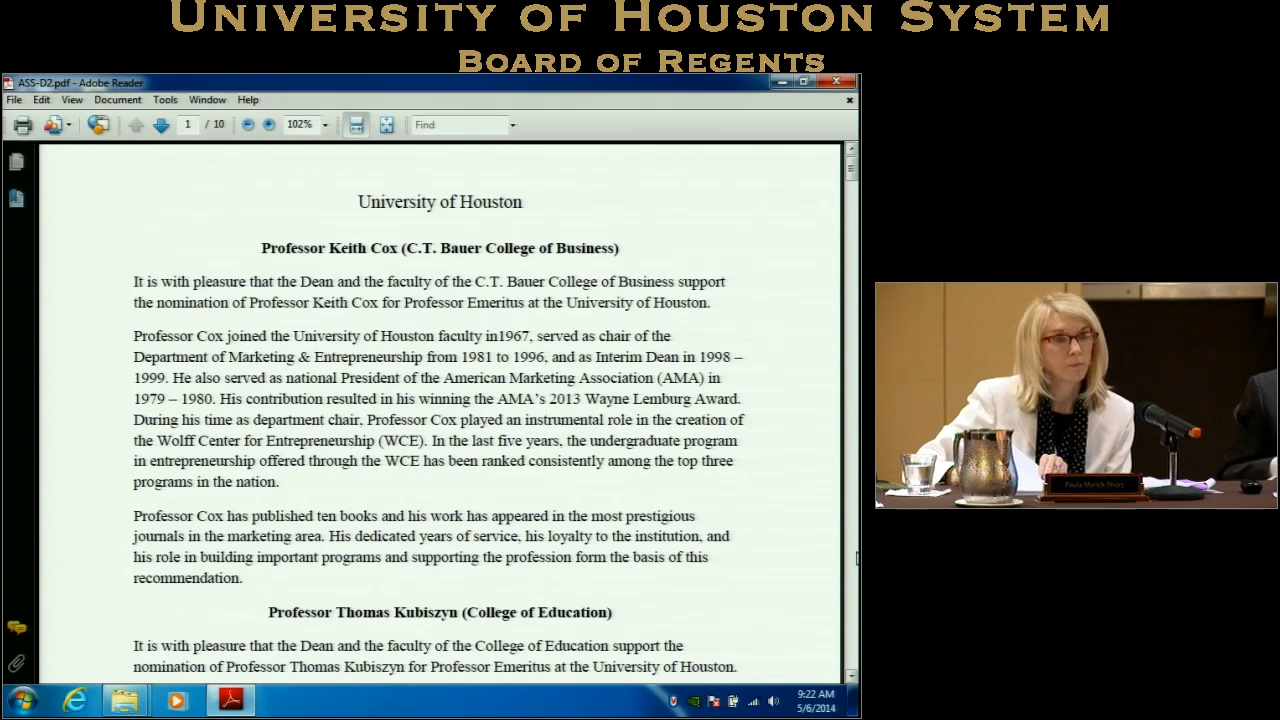 University of Houston System
Board of Regents
ASS-D2.pdf - Adobe Reader
File Edit View Document Tools Window Help
1 / 10 102% Find
University of Houston
Professor Keith Cox (C.T. Bauer College of Business)
It is with pleasure that the Dean and the faculty of the C.T. Bauer College of Business support
the nomination of Professor Keith Cox for Professor Emeritus at the University of Houston.
Professor Cox joined the University of Houston faculty in1967, served as chair of the
Department of Marketing & Entrepreneurship from 1981 to 1996, and as Interim Dean in 1998 –
1999. He also served as national President of the American Marketing Association (AMA) in
1979 – 1980. His contribution resulted in his winning the AMA's 2013 Wayne Lemburg Award.
During his time as department chair, Professor Cox played an instrumental role in the creation of
the Wolff Center for Entrepreneurship (WCE). In the last five years, the undergraduate program
in entrepreneurship offered through the WCE has been ranked consistently among the top three
programs in the nation.
Professor Cox has published ten books and his work has appeared in the most prestigious
journals in the marketing area. His dedicated years of service, his loyalty to the institution, and
his role in building important programs and supporting the profession form the basis of this
recommendation.
Professor Thomas Kubiszyn (College of Education)
It is with pleasure that the Dean and the faculty of the College of Education support the
nomination of Professor Thomas Kubiszyn for Professor Emeritus at the University of Houston.
9:22 AM
5/6/2014
Paula Myrick Short